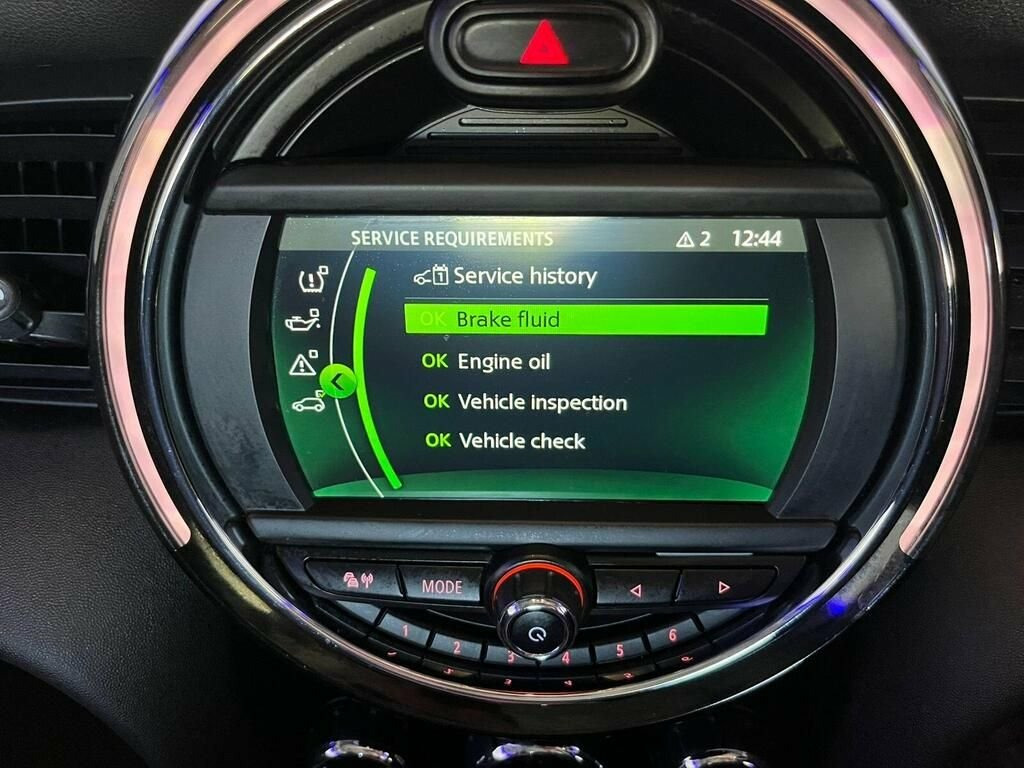 SERVICE REQUIREMENTS 2 12:44
Service history
OK Brake fluid
OK Engine oil
OK Vehicle inspection
OK Vehicle check
MODE
1 2 3 4 5 6